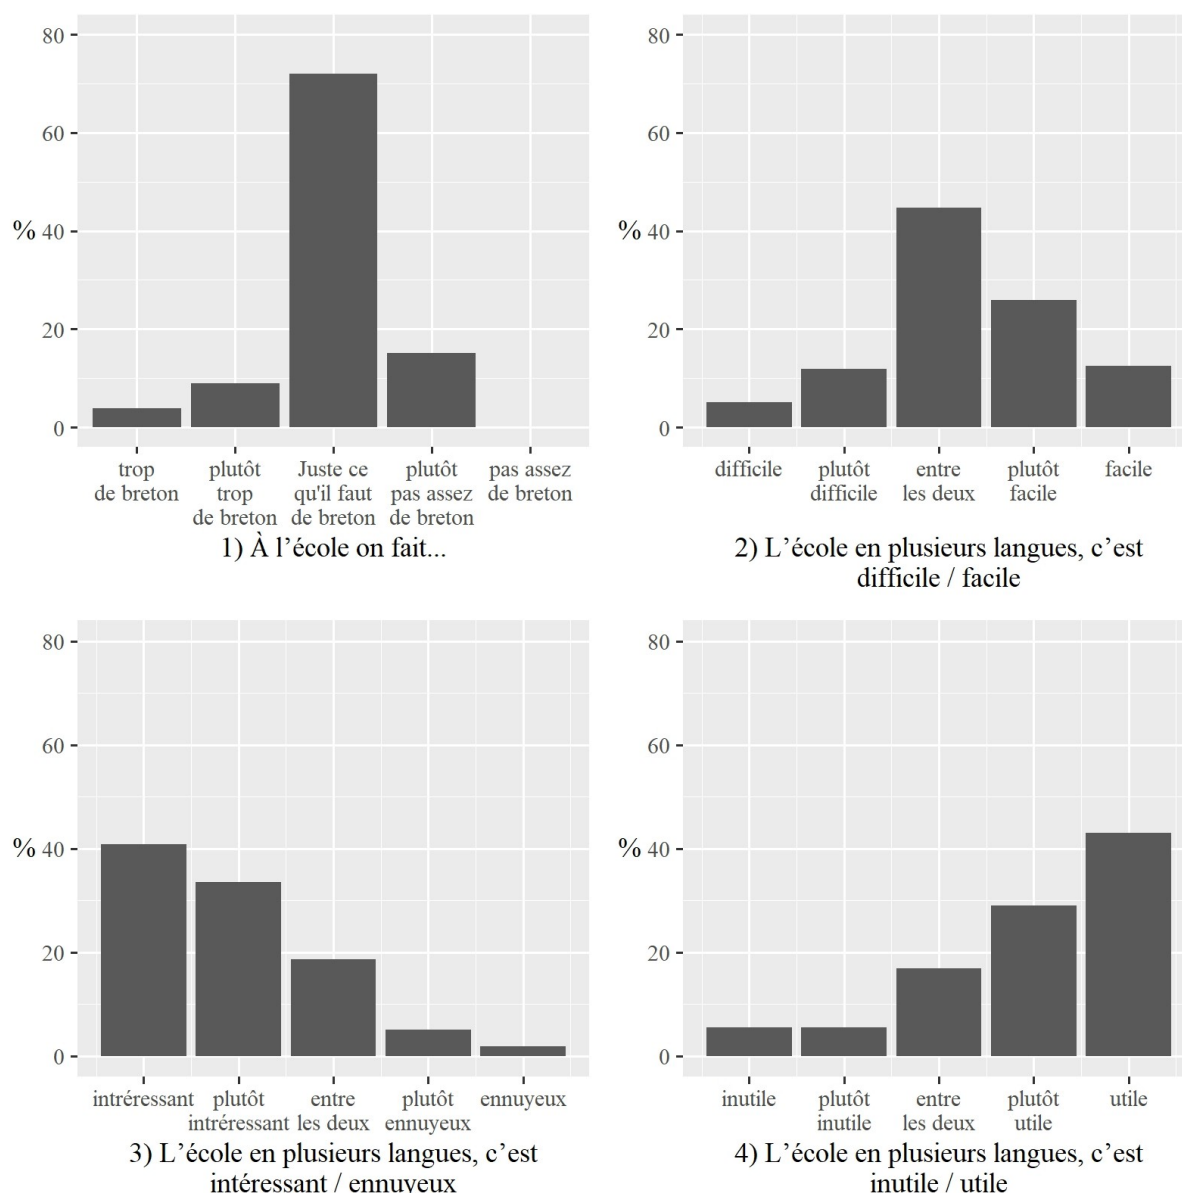 80
60
% 40
20
0
trop
de breton
plutôt
trop
de breton
Juste ce
qu'il faut
de breton
plutôt
pas assez
de breton
pas assez
de breton
1) À l’école on fait...
80
60
% 40
20
0
difficile
plutôt
difficile
entre
les deux
plutôt
facile
facile
2) L’école en plusieurs langues, c’est
difficile / facile
80
60
% 40
20
0
intréressant
plutôt
intréressant
entre
les deux
plutôt
ennuyeux
ennuyeux
3) L’école en plusieurs langues, c’est
intéressant / ennuyeux
80
60
% 40
20
0
inutile
plutôt
inutile
entre
les deux
plutôt
utile
utile
4) L’école en plusieurs langues, c’est
inutile / utile